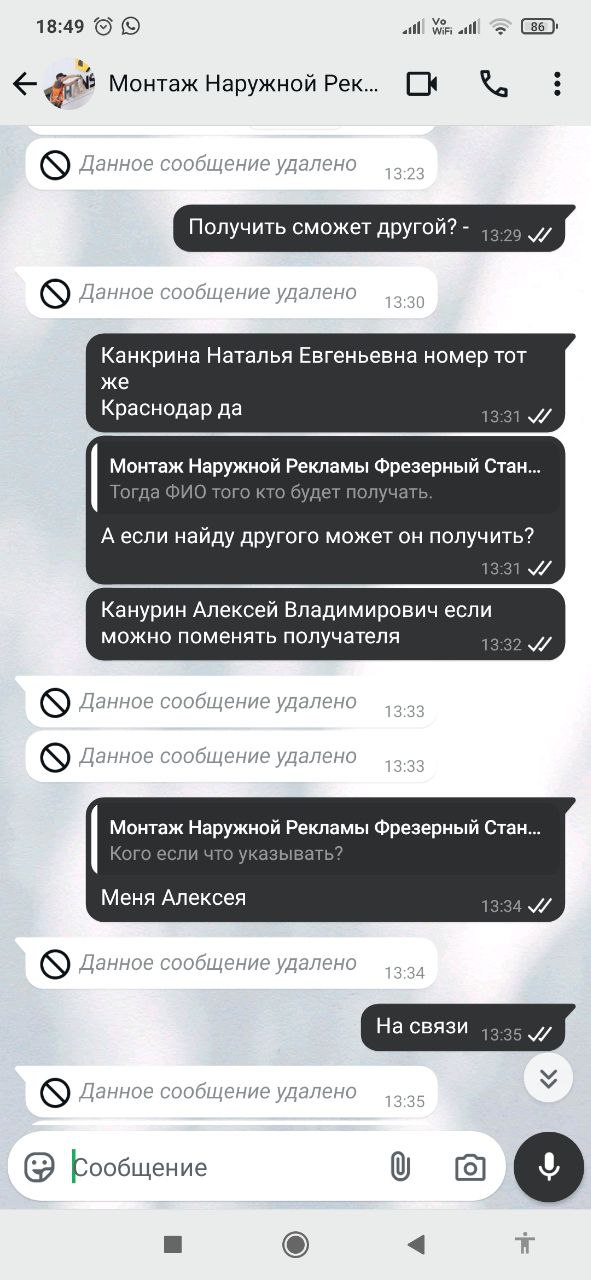 18:49
Vo WiFi
86
Монтаж Наружной Рек...
Данное сообщение удалено
13:23
Получить сможет другой? -
13:29
Данное сообщение удалено
13:30
Канкрина Наталья Евгеньевна номер тот
же
Краснодар да
13:31
Монтаж Наружной Рекламы Фрезерный Стан...
Тогда ФИО того кто будет получать.
А если найду другого может он получить?
13:31
Канурин Алексей Владимирович если
можно поменять получателя
13:32
Данное сообщение удалено
13:33
Данное сообщение удалено
13:33
Монтаж Наружной Рекламы Фрезерный Стан...
Кого если что указывать?
Меня Алексея
13:34
Данное сообщение удалено
13:34
На связи
13:35
Данное сообщение удалено
13:35
Сообщение